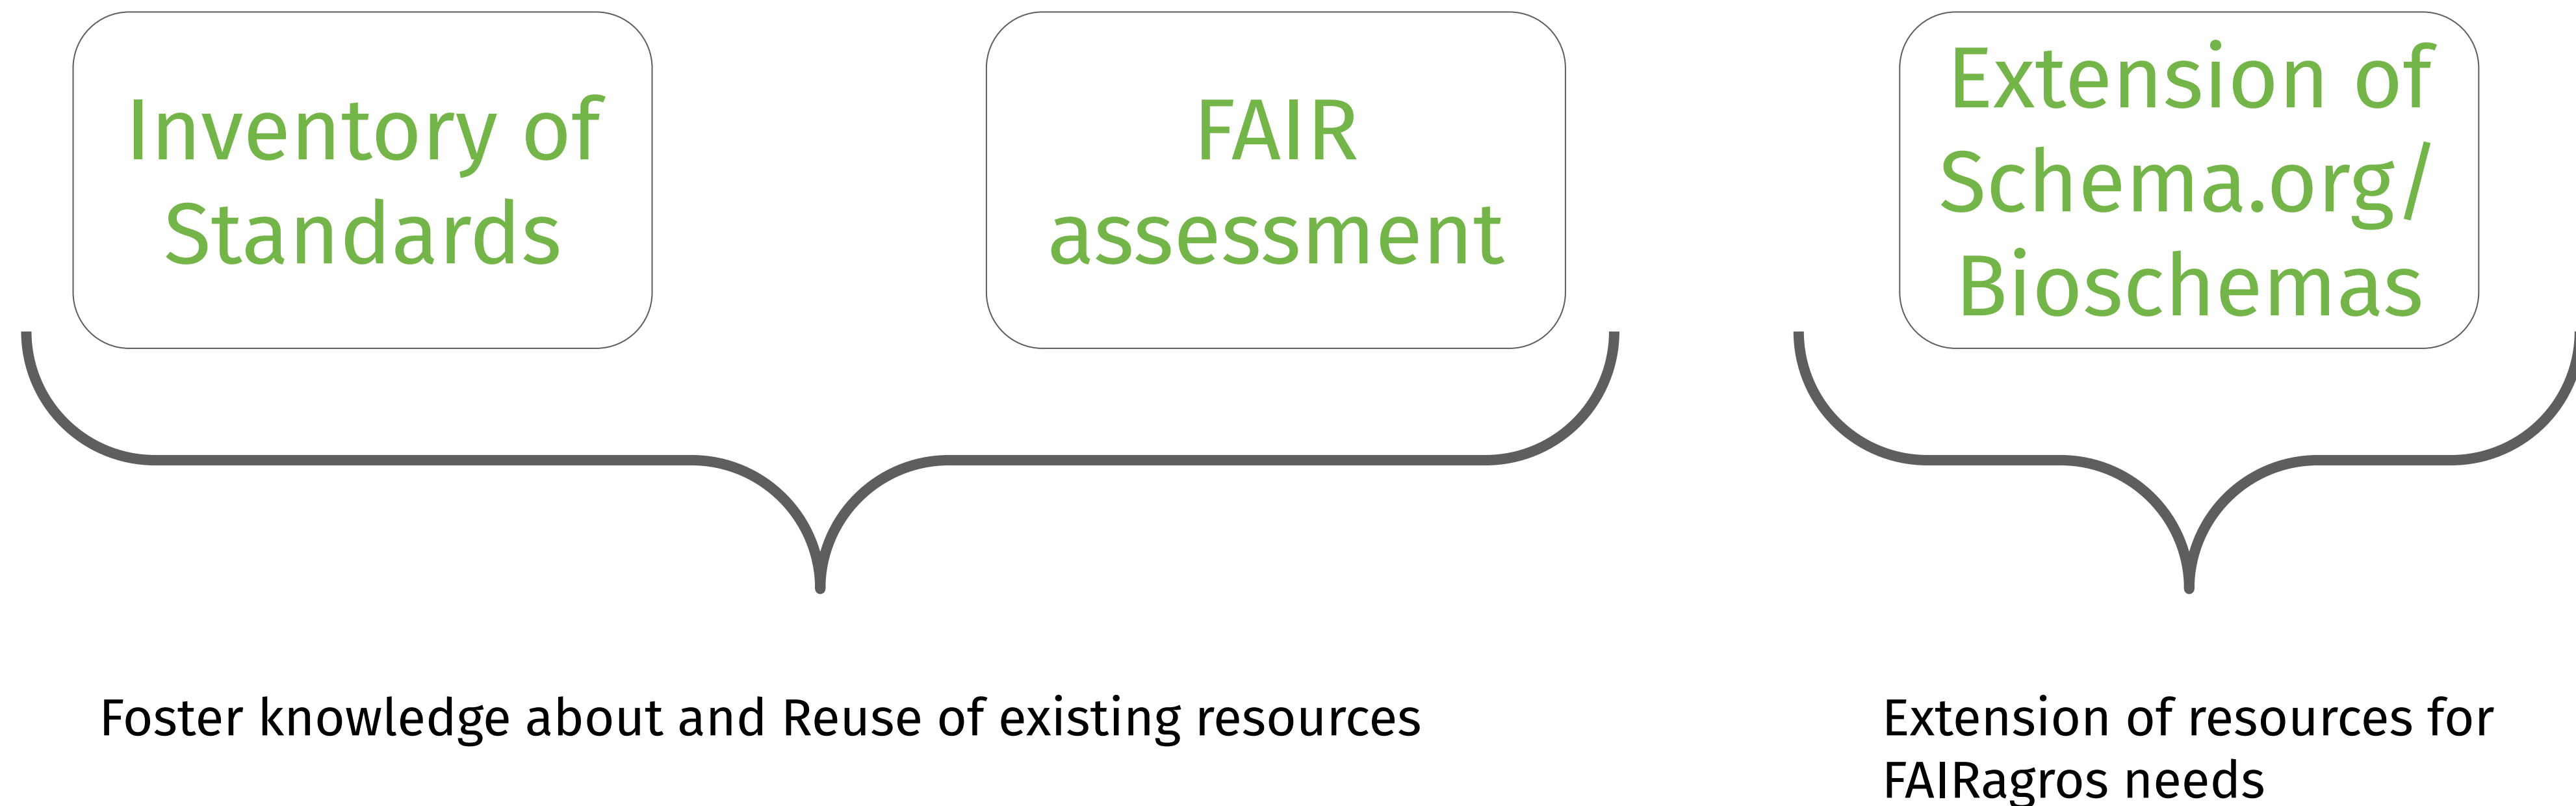 Inventory of
Standards
FAIR
assessment
Extension of
Schema.org/
Bioschemas
Foster knowledge about and Reuse of existing resources
Extension of resources for
FAIRagros needs